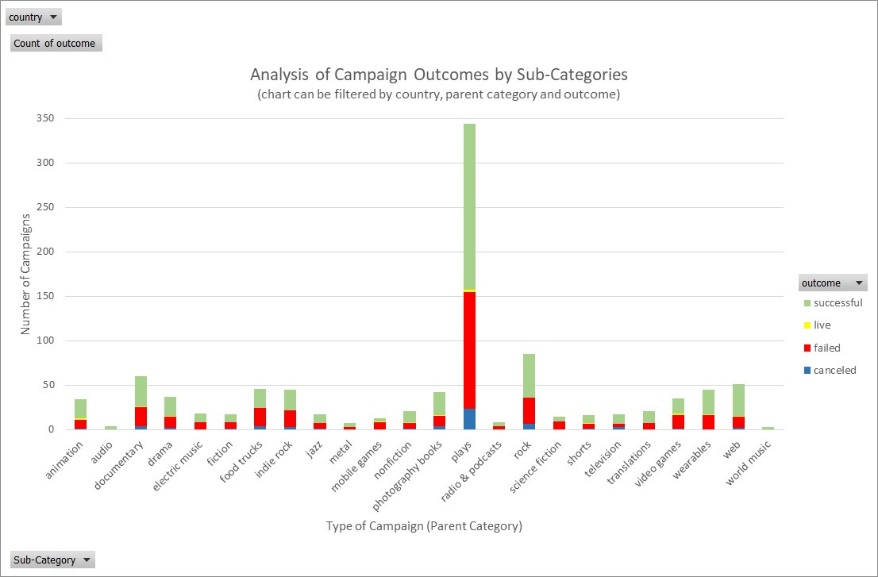 country
Count of outcome
Analysis of Campaign Outcomes by Sub-Categories
(chart can be filtered by country, parent category and outcome)
350
300
250
200
150
100
50
0
Number of Campaigns
animation
audio
documentary
drama
electric music
fiction
food trucks
indie rock
jazz
metal
mobile games
nonfiction
photography books
plays
radio & podcasts
rock
science fiction
shorts
television
translations
video games
wearables
web
world music
Type of Campaign (Parent Category)
outcome
successful
live
failed
canceled
Sub-Category